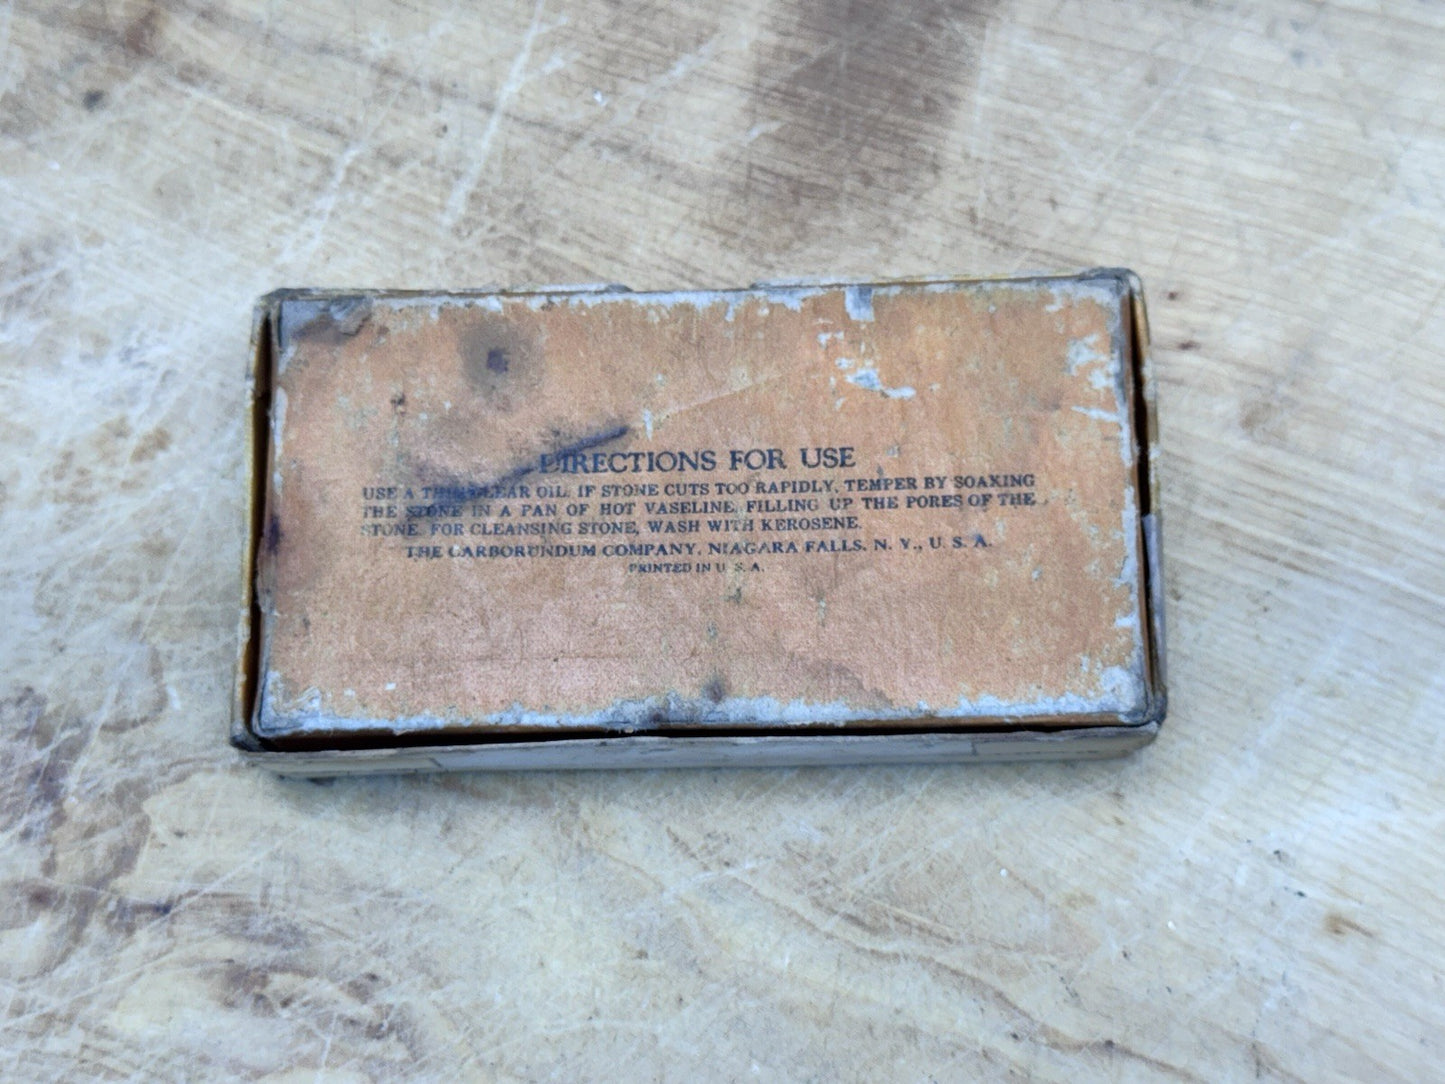 DIRECTIONS FOR USE
USE A THIN CLEAR OIL. IF STONE CUTS TOO RAPIDLY, TEMPER BY SOAKING
THE STONE IN A PAN OF HOT VASELINE, FILLING UP THE PORES OF THE
STONE. FOR CLEANSING STONE, WASH WITH KEROSENE.
THE CARBORUNDUM COMPANY, NIAGARA FALLS, N. Y., U. S. A.
PRINTED IN U. S. A.